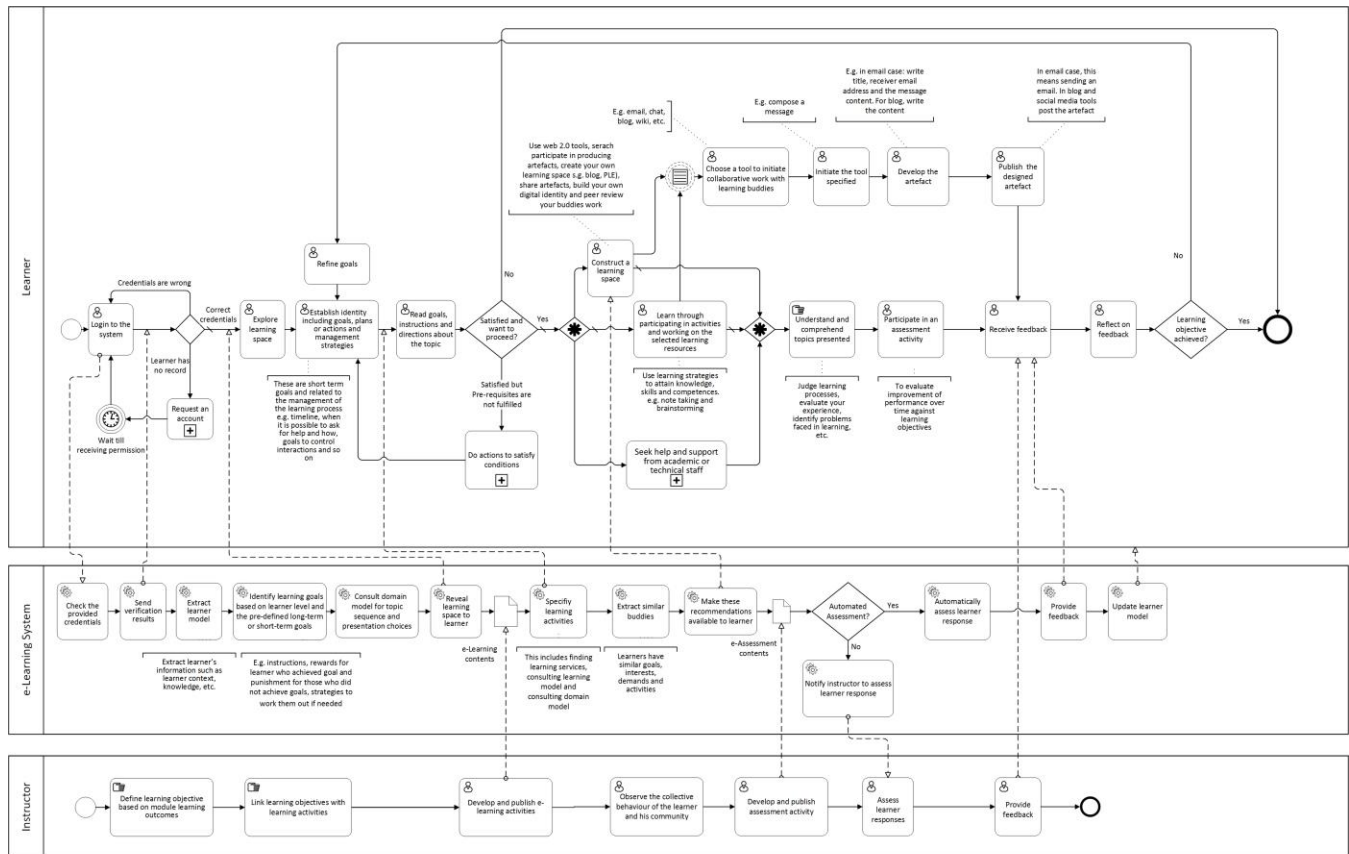 Learner
E.g. in email case: write
title, receiver email
address and the message
content. For blog, write
the content
In email case, this
means sending an
email. In blog and
social media tools
post the artefact
E.g. email, chat,
blog, wiki, etc.
E.g. compose a
message
Use web 2.0 tools, serach
participate in producing
artefacts, create your own
learning space s.g. blog, PLE),
share artefacts, build your own
digital identity and peer review
your buddies work
Choose a tool to initiate
collaborative work with
learning buddies
Initiate the tool
specified
Develop the
artefact
Publish the
designed
artefact
Refine goals
No
Construct a
learning
space
No
Credentials are wrong
Login to the
system
Correct
credentials
Explore
learning
space
Establish identity
including goals, plans
or actions and
management
strategies
Read goals,
instructions and
directions about
the topic
Satisfied and
want to
proceed?
Yes
Learn through
participating in activities
and working on the
selected learning
resources
Understand and
comprehend
topics presented
Participate in an
assessment
activity
Receive feedback
Reflect on
feedback
Learning
objective
achieved?
Yes
Learner has
no record
Request an
account
Wait till
receiving permission
These are short term
goals and related to
the management of
the learning process
e.g. timeline, when
it is possible to ask
for help and how,
goals to control
interactions and so
on
Satisfied but
Pre-requisites are
not fulfilled
Do actions to satisfy
conditions
Use learning strategies
to attain knowledge,
skills and competences.
e.g. note taking and
brainstorming
Seek help and support
from academic or
technical staff
Judge learning
processes,
evaluate your
experience,
identify problems
faced in learning,
etc.
To evaluate
improvement of
performance over
time against
learning
objectives
e-Learning System
Check the
provided
credentials
Send
verification
results
Extract
learner
model
Identify learning goals
based on learner level and
the pre-defined long-term
or short-term goals
Consult domain
model for topic
sequence and
presentation choices
Reveal
learning
space to
learner
e-Learning
contents
Specifiy
learning
activities
Extract similar
buddies
Make these
recommendations
available to learner
e-Assessment
contents
Automated
Assessment?
Yes
Automatically
assess learner
response
Provide
feedback
Update learner
model
No
Notify instructor to assess
learner response
Extract learner's
information such as
learner context,
knowledge, etc.
E.g. instructions, rewards for
learner who achieved goal and
punishment for those who did
not achieve goals, strategies to
work them out if needed
This includes finding
learning services,
consulting learning
model and
consulting domain
model
Learners have
similar goals,
interests,
demands and
activities
Instructor
Define learning objective
based on module learning
outcomes
Link learning objectives with
learning activities
Develop and publish e-
learning activities
Observe the collective
behaviour of the learner
and his community
Develop and publish
assessment activity
Assess
learner
responses
Provide
feedback